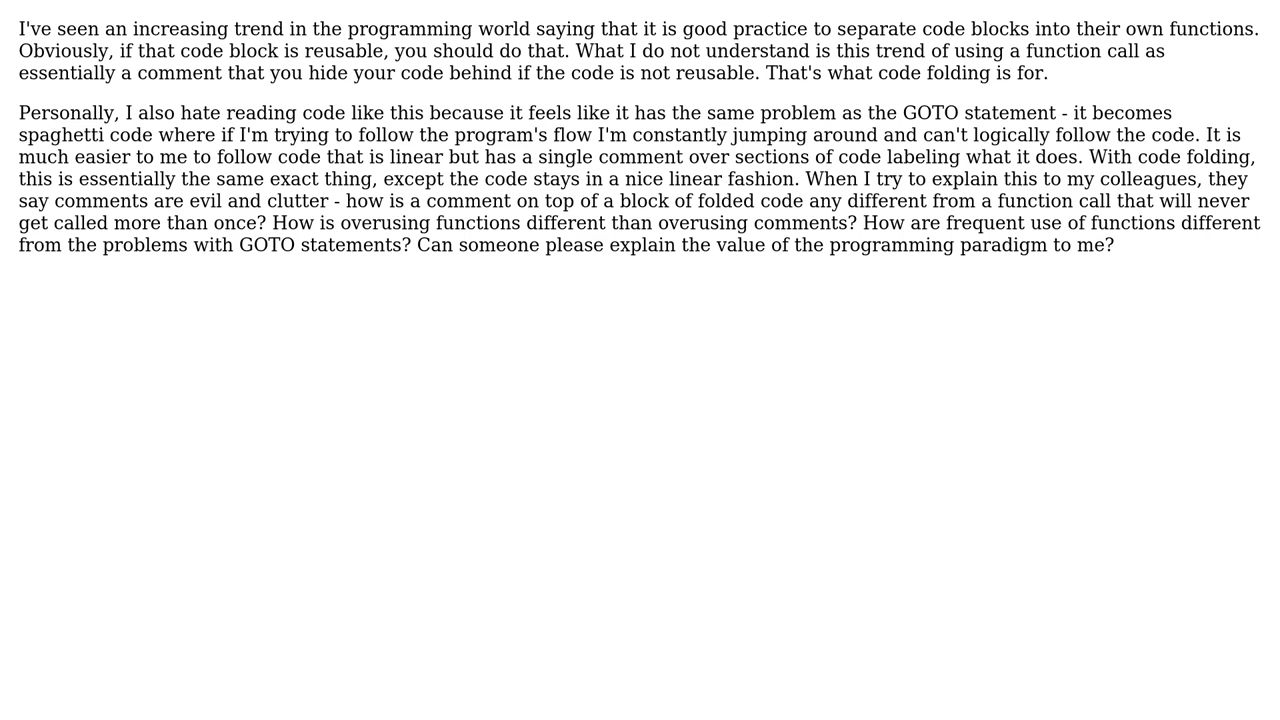 I've seen an increasing trend in the programming world saying that it is good practice to separate code blocks into their own functions.
Obviously, if that code block is reusable, you should do that. What I do not understand is this trend of using a function call as
essentially a comment that you hide your code behind if the code is not reusable. That's what code folding is for.
Personally, I also hate reading code like this because it feels like it has the same problem as the GOTO statement - it becomes
spaghetti code where if I'm trying to follow the program's flow I'm constantly jumping around and can't logically follow the code. It is
much easier to me to follow code that is linear but has a single comment over sections of code labeling what it does. With code folding,
this is essentially the same exact thing, except the code stays in a nice linear fashion. When I try to explain this to my colleagues, they
say comments are evil and clutter - how is a comment on top of a block of folded code any different from a function call that will never
get called more than once? How is overusing functions different than overusing comments? How are frequent use of functions different
from the problems with GOTO statements? Can someone please explain the value of the programming paradigm to me?